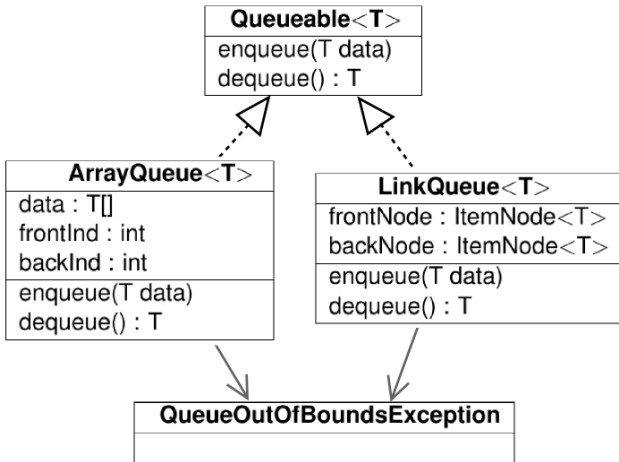 Queueable<T>
enqueue(T data)
dequeue() : T
ArrayQueue<T>
data : T[]
frontInd : int
backInd : int
enqueue(T data)
dequeue() : T
LinkQueue<T>
frontNode : ItemNode<T>
backNode : ItemNode<T>
enqueue(T data)
dequeue() : T
QueueOutOfBoundsException